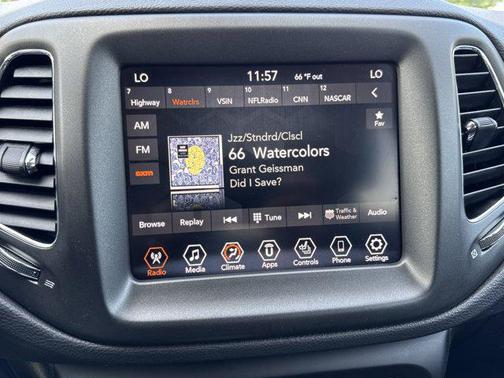 LO 11:57 66 °F out LO
7 8 9 10 11 12
Highway Watrclrs VSiN NFLRadio CNN NASCAR
AM
Fav
Jzz/Stndrd/Clscl
FM
66 Watercolors
Grant Geissman
SXM
Did I Save?
Browse Replay Tune Traffic & Weather Audio
Radio Media Climate Apps Controls Phone Settings